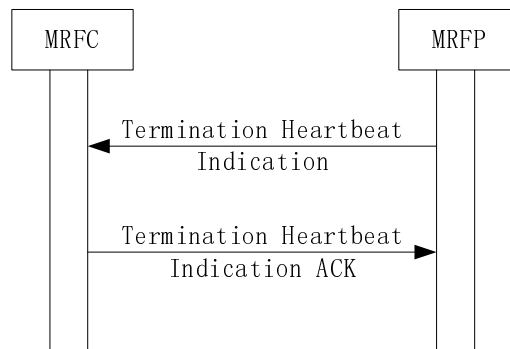 MRFC
MRFP
Termination Heartbeat
Indication
Termination Heartbeat
Indication ACK